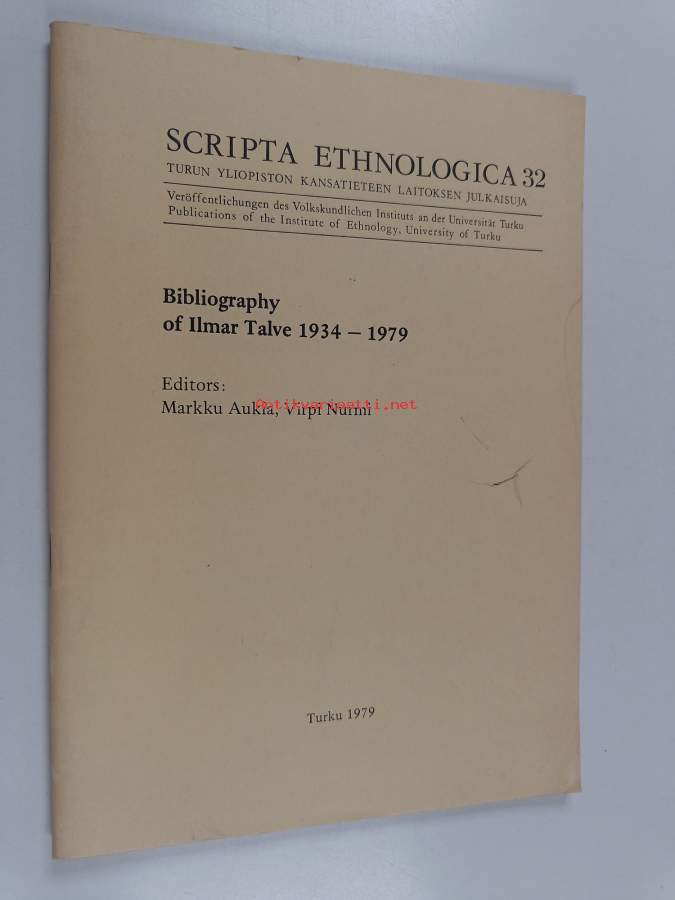 SCRIPTA ETHNOLOGICA 32
TURUN YLIOPISTON KANSATIETEEN LAITOKSEN JULKAISUJA
Veröffentlichungen des Volkskundlichen Instituts an der Universität Turku
Publications of the Institute of Ethnology, University of Turku
Bibliography
of Ilmar Talve 1934 – 1979
Editors:
Markku Aukia, Virpi Nurmi
Antikvariaatti.net
Turku 1979